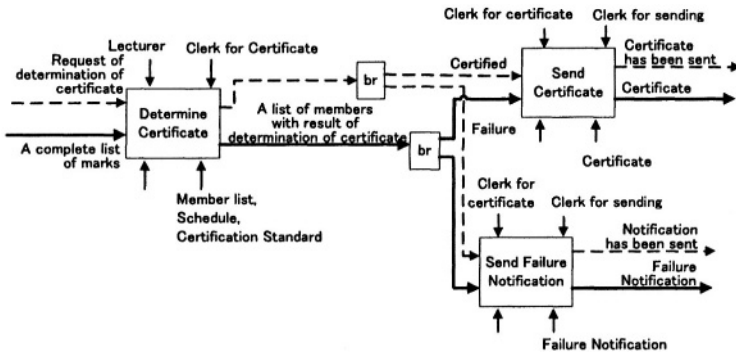 Lecturer
Clerk for Certificate
Request of
determination of
certificate
Determine
Certificate
A complete list
of marks
Member list,
Schedule,
Certification Standard
br
A list of members
with result of
determination of certificate
br
Certified
Failure
Clerk for certificate
Clerk for sending
Send
Certificate
Certificate
has been sent
Certificate
Certificate
Clerk for
certificate
Clerk for sending
Send Failure
Notification
Notification
has been sent
Failure
Notification
Failure Notification